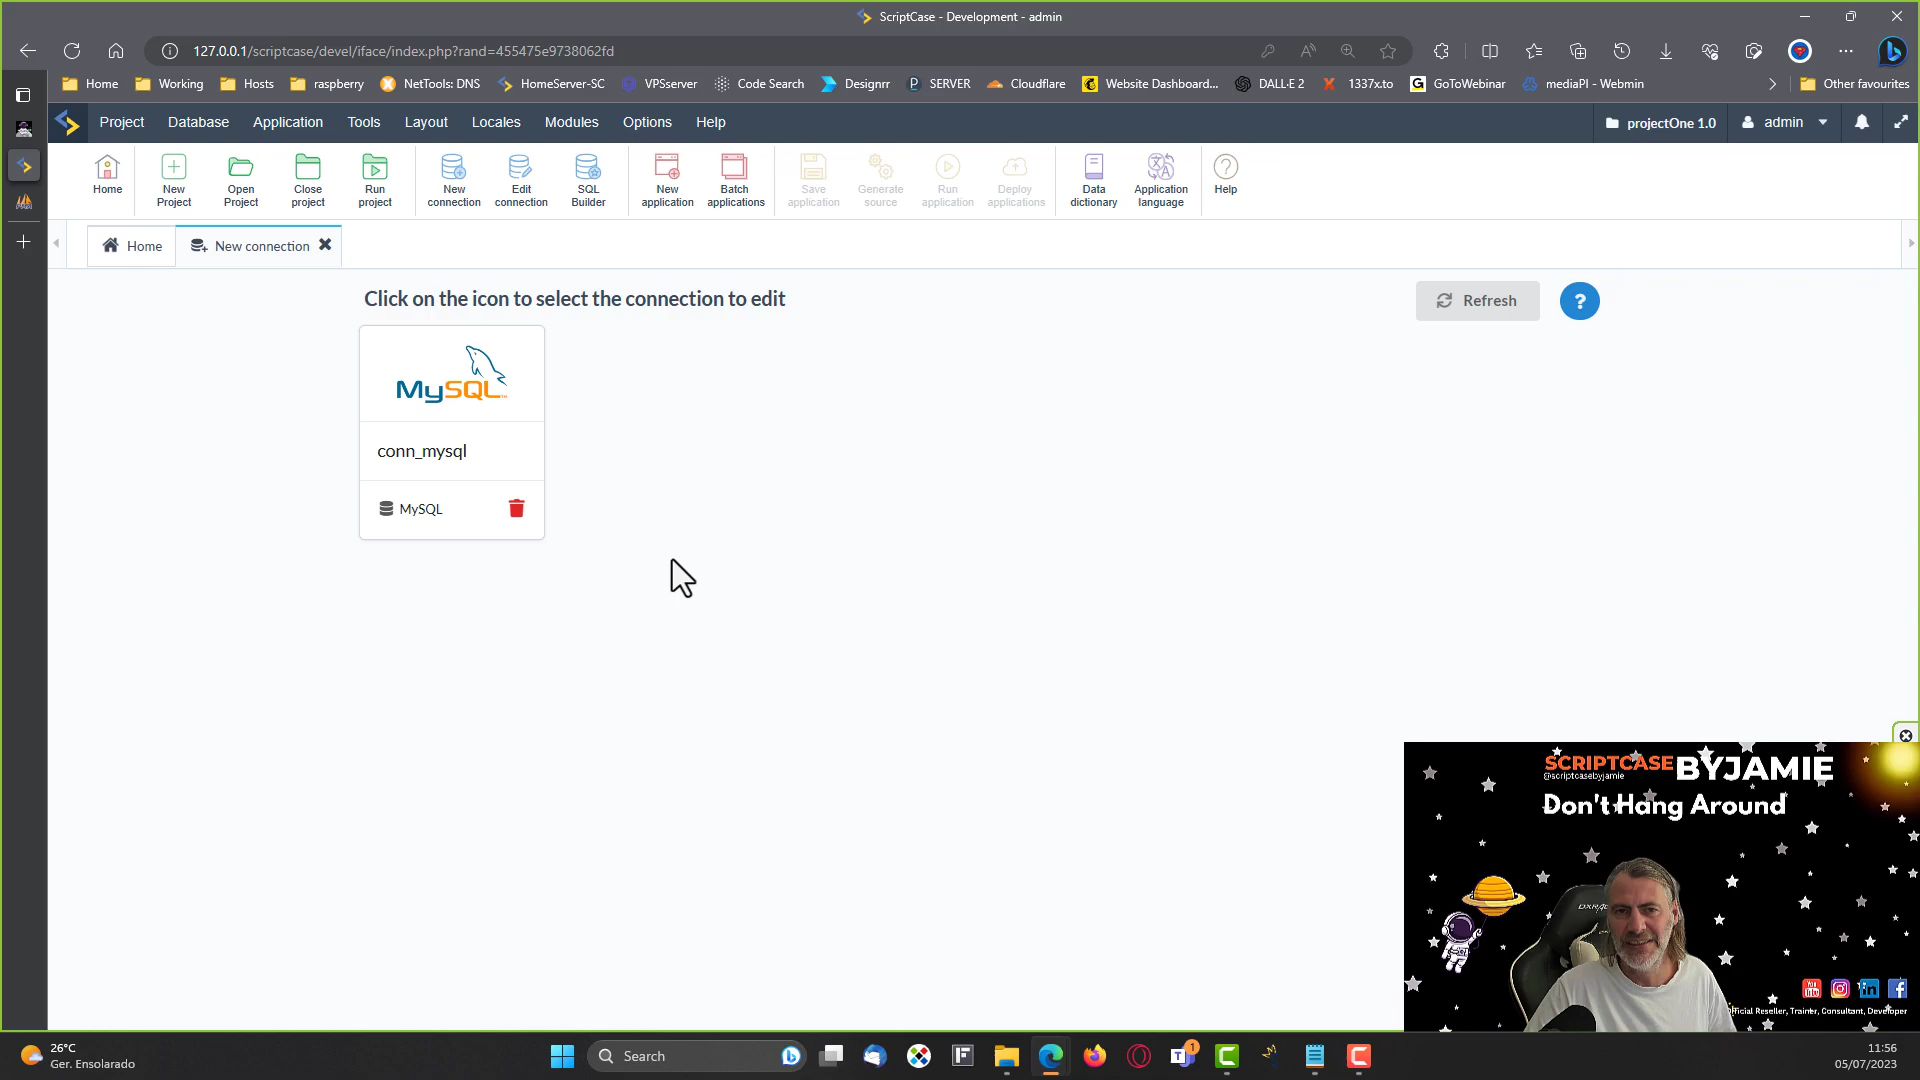 ScriptCase - Development - admin
127.0.0.1/scriptcase/devel/iface/index.php?rand=455475e9738062fd
Home Working Hosts raspberry NetTools: DNS HomeServer-SC VPSserver Code Search Designrr SERVER Cloudflare Website Dashboard... DALL·E 2 1337x.to GoToWebinar mediaPI - Webmin Other favourites
Project Database Application Tools Layout Locales Modules Options Help projectOne 1.0 admin
Home
New Project
Open Project
Close project
Run project
New connection
Edit connection
SQL Builder
New application
Batch applications
Save application
Generate source
Run application
Deploy applications
Data dictionary
Application language
Help
Home New connection
Click on the icon to select the connection to edit
Refresh
?
MySQL
conn_mysql
MySQL
SCRIPTCASE BYJAMIE
@scriptcasebyjamie
Don't Hang Around
DXRA
You Tube
in
Official Reseller, Trainer, Consultant, Developer
26°C
Ger. Ensolarado
Search
1
11:56
05/07/2023